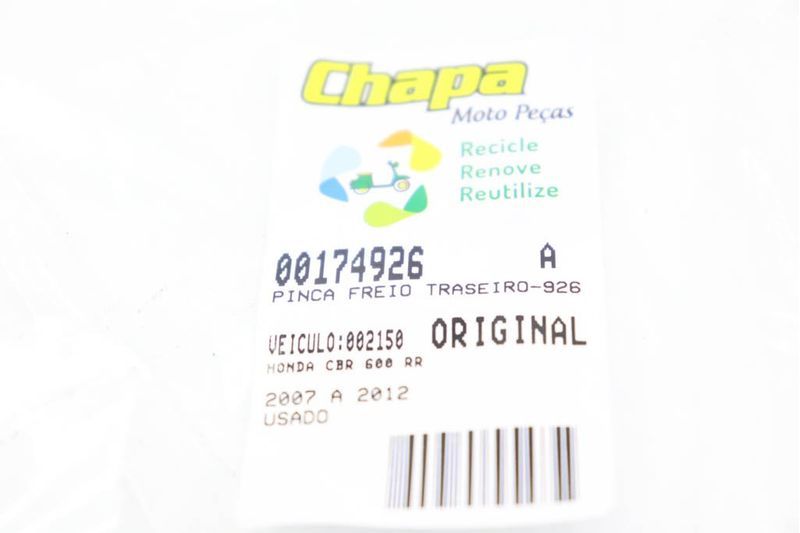 Chapa
Moto Peças
Recicle
Renove
Reutilize
00174926 A
PINCA FREIO TRASEIRO-926
VEICULO:002150 ORIGINAL
HONDA CBR 600 RR
2007 A 2012
USADO